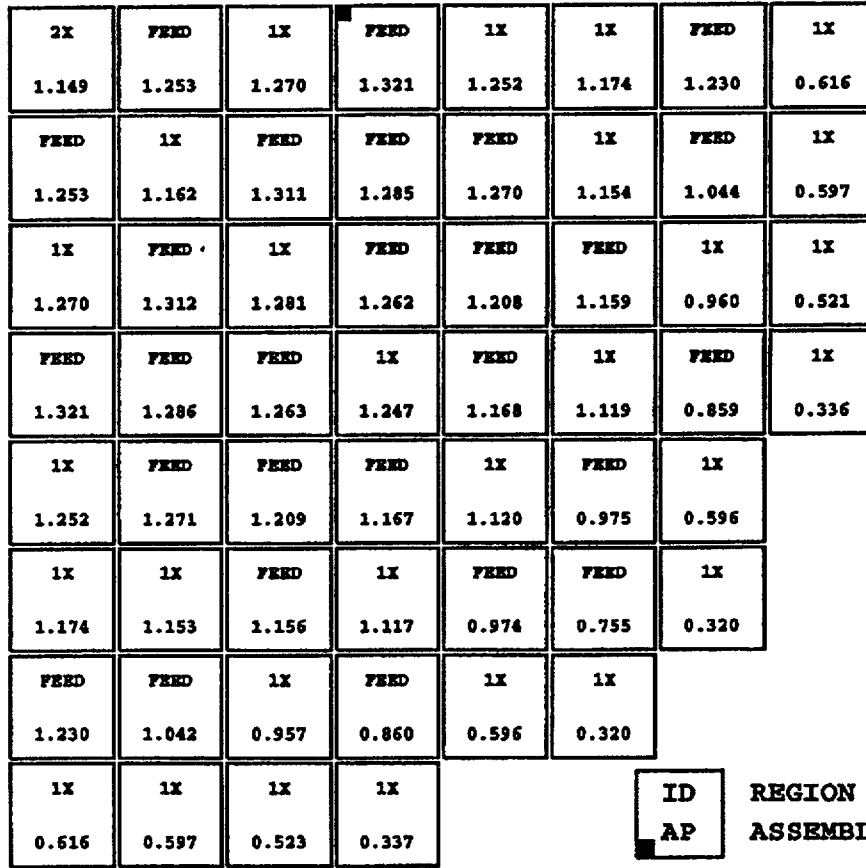 2X FEED 1X FEED 1X 1X FEED 1X
1.149 1.253 1.270 1.321 1.252 1.174 1.230 0.616
FEED 1X FEED FEED FEED 1X FEED 1X
1.253 1.162 1.311 1.285 1.270 1.154 1.044 0.597
1X FEED 1X FEED FEED FEED 1X 1X
1.270 1.312 1.281 1.262 1.208 1.159 0.960 0.521
FEED FEED FEED 1X FEED 1X FEED 1X
1.321 1.286 1.263 1.247 1.168 1.119 0.859 0.336
1X FEED FEED FEED 1X FEED 1X
1.252 1.271 1.209 1.167 1.120 0.975 0.596
1X 1X FEED 1X FEED FEED 1X
1.174 1.153 1.156 1.117 0.974 0.755 0.320
FEED FEED 1X FEED 1X 1X
1.230 1.042 0.957 0.860 0.596 0.320
1X 1X 1X 1X
0.616 0.597 0.523 0.337
ID REGION
AP ASSEMBL